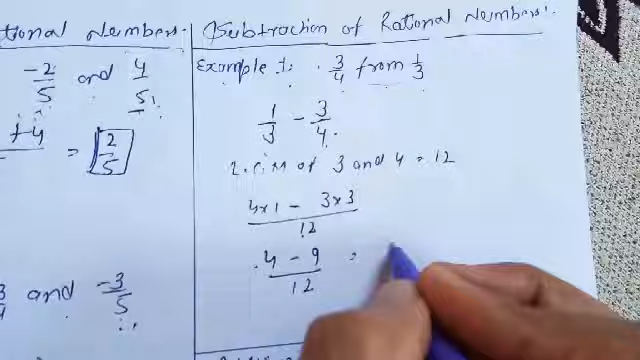 tional Numbers.
-2/5 and 4/5
+4
= 2/5
3/4 and -3/5
Subtraction of Rational Numbers
Example 1: 3/4 from 1/3
1/3 - 3/4
L.C.M of 3 and 4 = 12
4x1 - 3x3
12
4 - 9 =
12